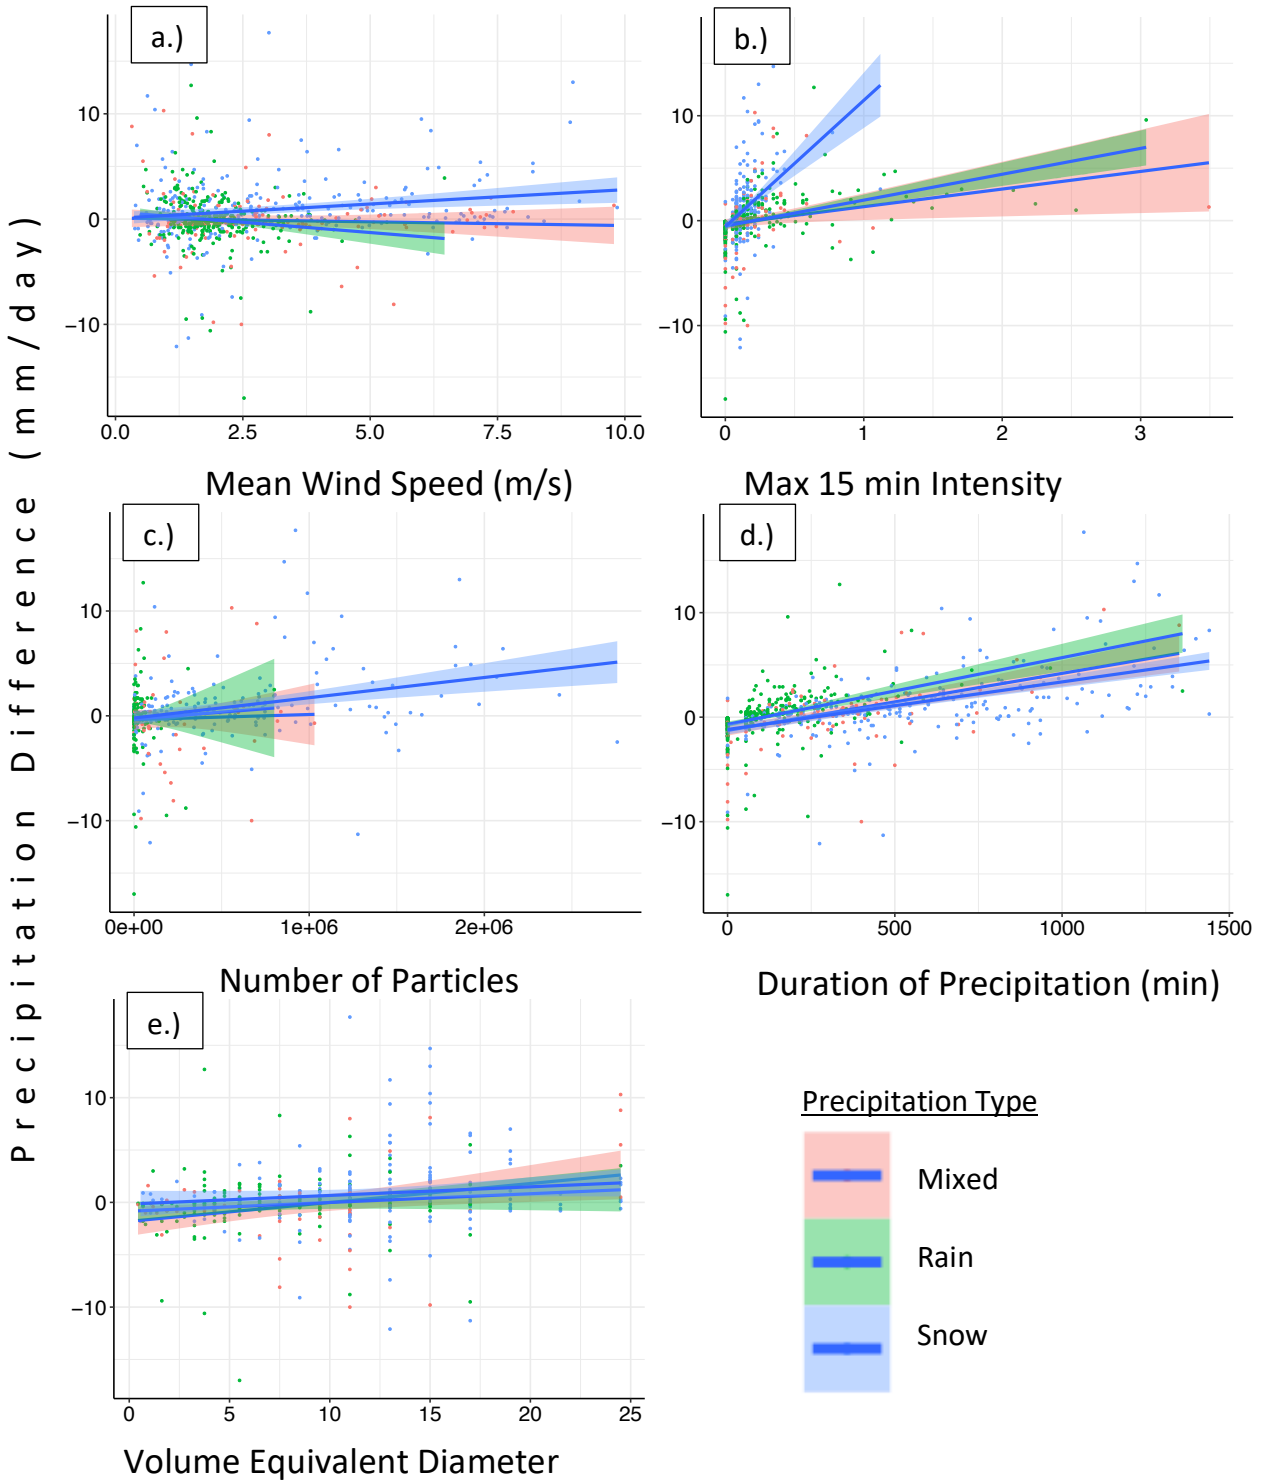 Precipitation Difference (mm/day)
a.)
10
0
−10
0.0 2.5 5.0 7.5 10.0
Mean Wind Speed (m/s)
b.)
10
0
−10
0 1 2 3
Max 15 min Intensity
c.)
10
0
−10
0e+00 1e+06 2e+06
Number of Particles
d.)
10
0
−10
0 500 1000 1500
Duration of Precipitation (min)
e.)
10
0
−10
0 5 10 15 20 25
Volume Equivalent Diameter
Precipitation Type
Mixed
Rain
Snow